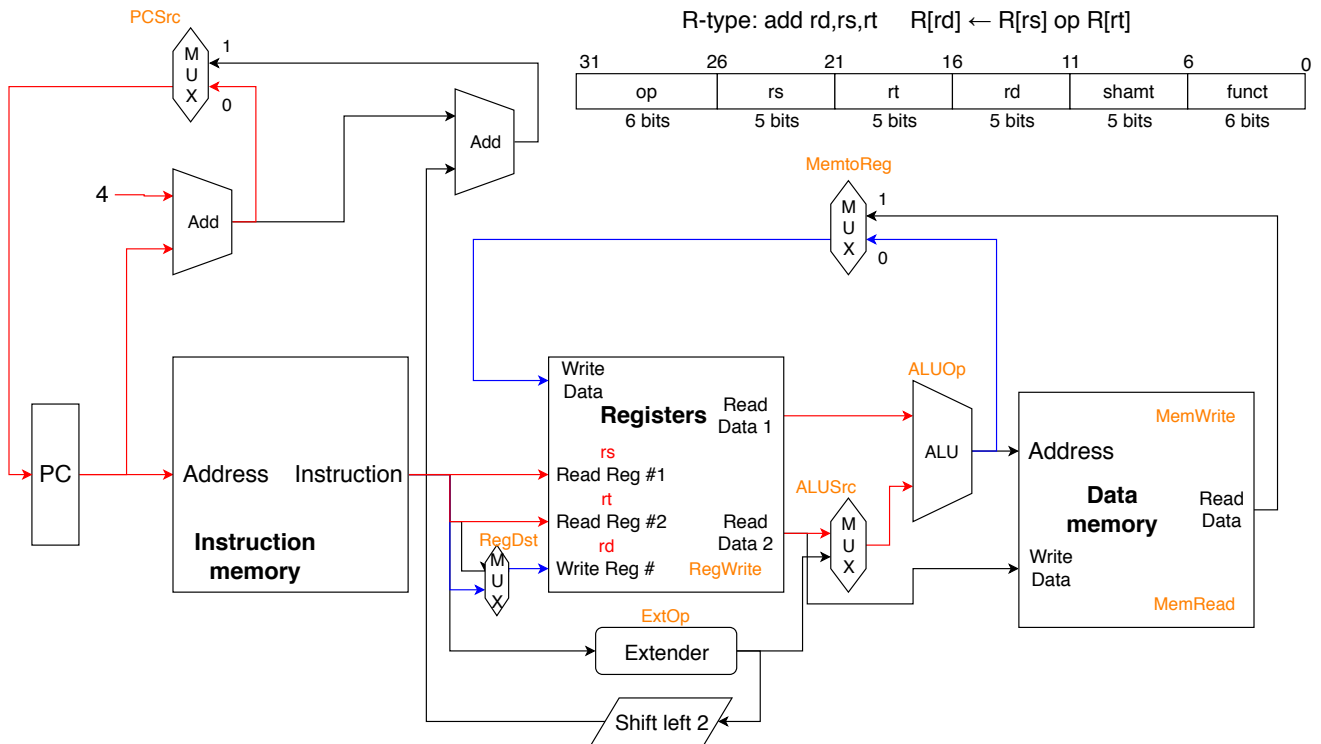 PCSrc
R-type: add rd,rs,rt R[rd] ← R[rs] op R[rt]
31 26 21 16 11 6 0
op rs rt rd shamt funct
6 bits 5 bits 5 bits 5 bits 5 bits 6 bits
M
U
X
1
0
Add
4
Add
MemtoReg
M
U
X
1
0
PC
Address Instruction
Instruction
memory
Write
Data
Registers
Read
Data 1
rs
Read Reg #1
rt
Read Reg #2
rd
Write Reg #
Read
Data 2
RegWrite
RegDst
M
U
X
ALUOp
ALU
ALUSrc
M
U
X
MemWrite
Address
Data
memory
Read
Data
Write
Data
MemRead
ExtOp
Extender
Shift left 2